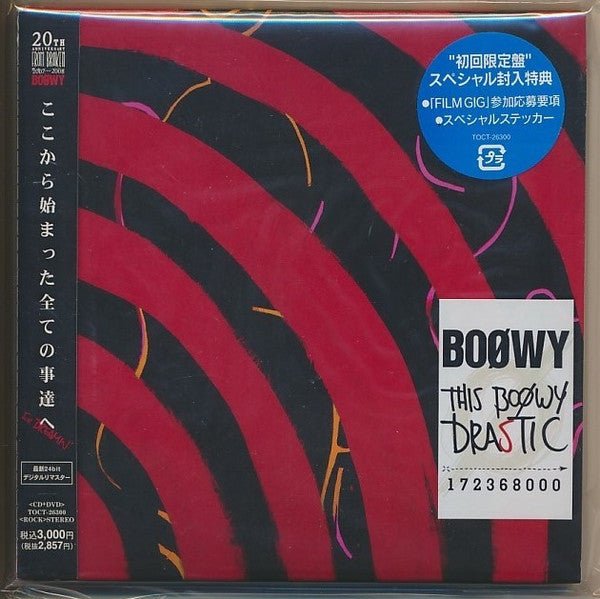 20TH
ANNIVERSARY
BOØWY
ここから始まった全ての事達へ
最新24bit
デジタルリマスター
<CD+DVD>
TOCT-26300
<ROCK>STEREO
税込3,000円
(税抜2,857円)
"初回限定盤"
スペシャル封入特典
●「FILM GIG」参加応募要項
●スペシャルステッカー
TOCT-26300
プラ
BOØWY
THIS BOØWY
DRASTIC
172368000